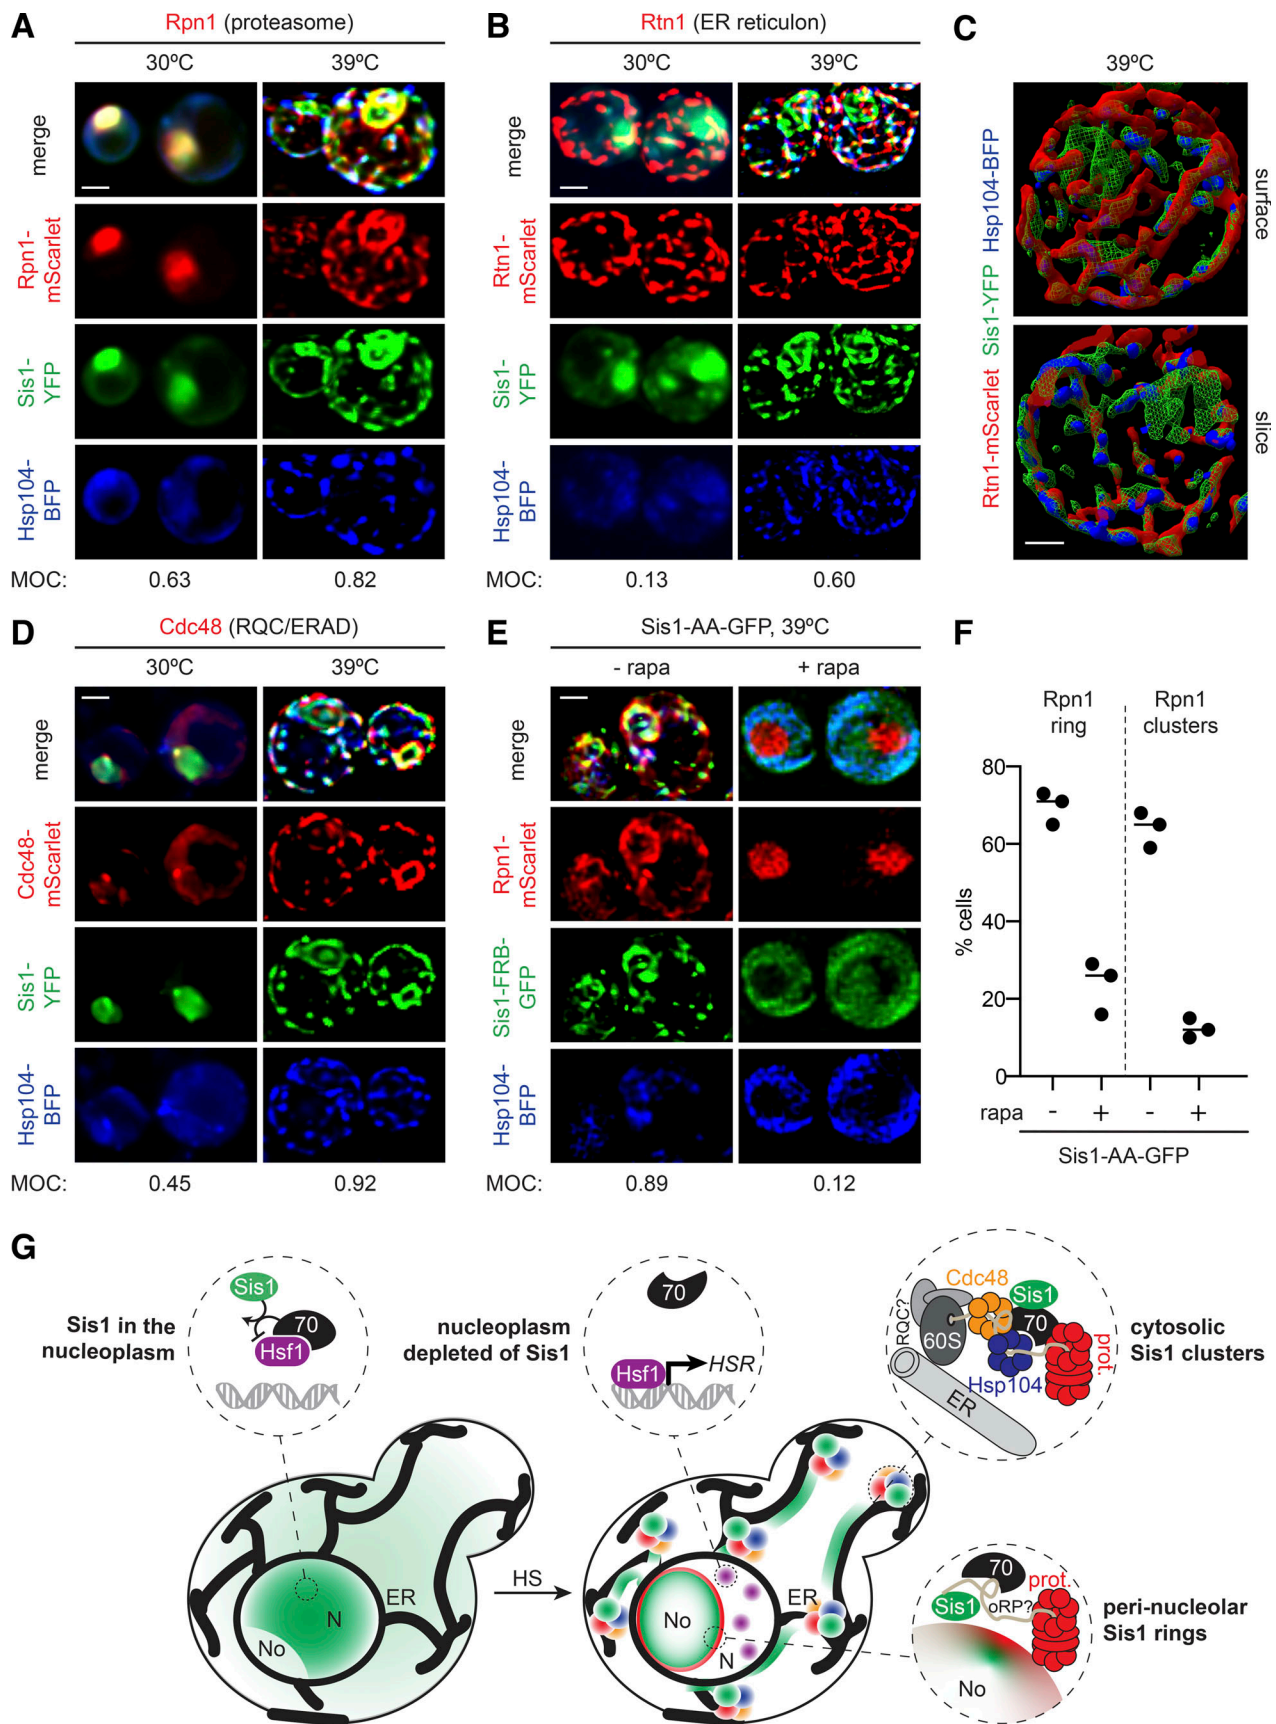 A
Rpn1 (proteasome)
30ºC
39ºC
merge
Rpn1-
mScarlet
Sis1-
YFP
Hsp104-
BFP
MOC:
0.63
0.82
B
Rtn1 (ER reticulon)
30ºC
39ºC
merge
Rtn1-
mScarlet
Sis1-
YFP
Hsp104-
BFP
0.13
0.60
C
39ºC
Rtn1-mScarlet Sis1-YFP Hsp104-BFP
surface
slice
D
Cdc48 (RQC/ERAD)
30ºC
39ºC
merge
Cdc48-
mScarlet
Sis1-
YFP
Hsp104-
BFP
MOC:
0.45
0.92
E
Sis1-AA-GFP, 39ºC
- rapa
+ rapa
merge
Rpn1-
mScarlet
Sis1-FRB-
GFP
Hsp104-
BFP
MOC:
0.89
0.12
F
Rpn1
ring
Rpn1
clusters
% cells
80
60
40
20
0
rapa
-
+
-
+
Sis1-AA-GFP
G
Sis1 in the
nucleoplasm
Sis1
70
Hsf1
nucleoplasm
depleted of Sis1
70
Hsf1
HSR
RQC?
Cdc48
Sis1
60S
70
Hsp104
prot.
ER
cytosolic
Sis1 clusters
N
No
ER
HS
No
N
ER
70
prot.
Sis1
oRP?
No
peri-nucleolar
Sis1 rings